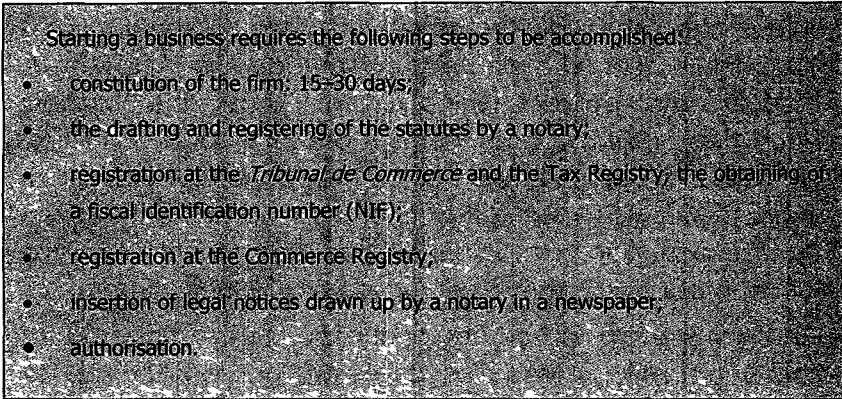 Starting a business requires the following steps to be accomplished:
• constitution of the firm: 15–30 days;
• the drafting and registering of the statutes by a notary;
• registration at the Tribunal de Commerce and the Tax Registry, the obtaining of
a fiscal identification number (NIF);
• registration at the Commerce Registry;
• insertion of legal notices drawn up by a notary in a newspaper;
• authorisation.